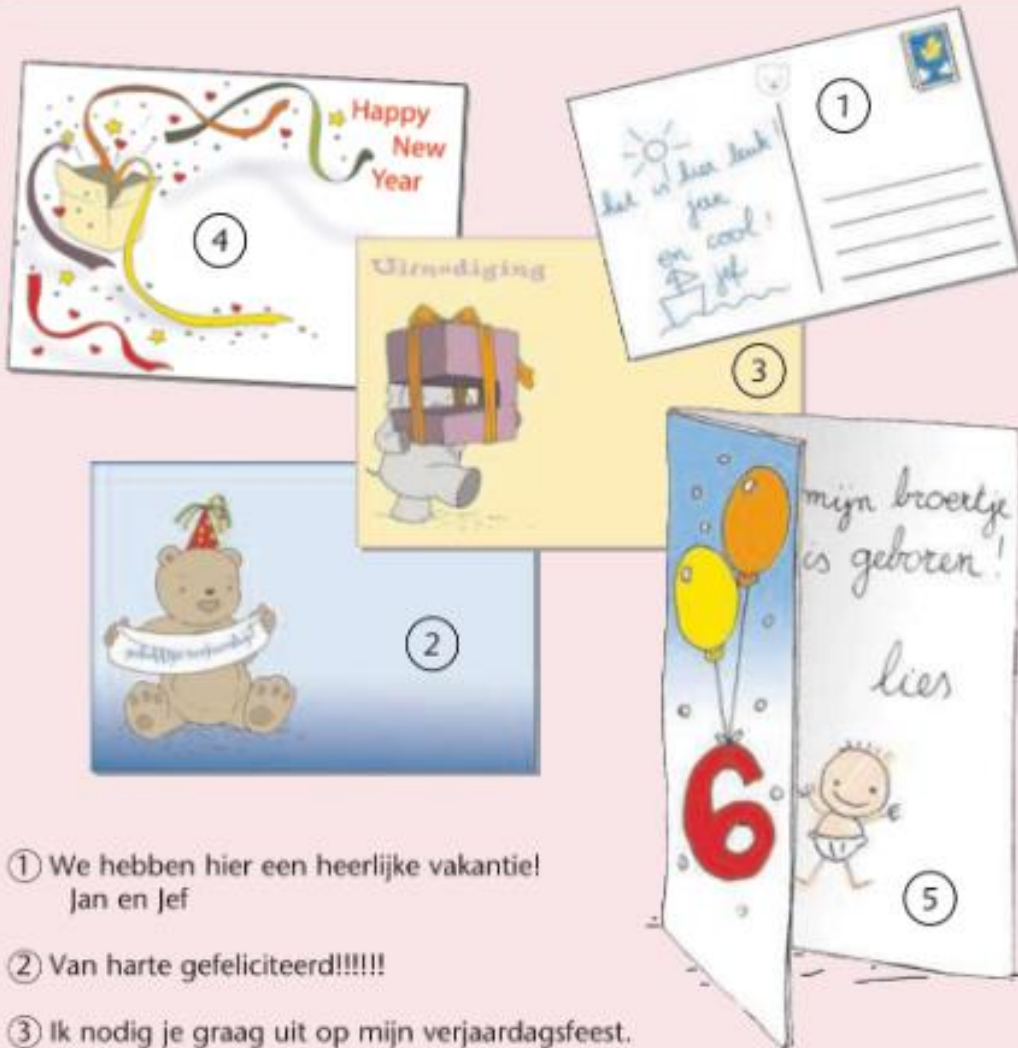 Happy
New
Year
4
1
het is hier leuk!
jan
en cool!
jef
Uitnodiging
3
2
mijn broertje
is geboren!
lies
6
5
① We hebben hier een heerlijke vakantie!
Jan en Jef
② Van harte gefeliciteerd!!!!!!
③ Ik nodig je graag uit op mijn verjaardagsfeest.